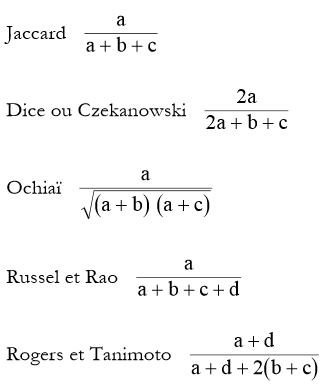 Jaccard a / a + b + c
Dice ou Czekanowski 2a / 2a + b + c
Ochiaï a / √(a + b) (a + c)
Russel et Rao a / a + b + c + d
Rogers et Tanimoto a + d / a + d + 2(b + c)